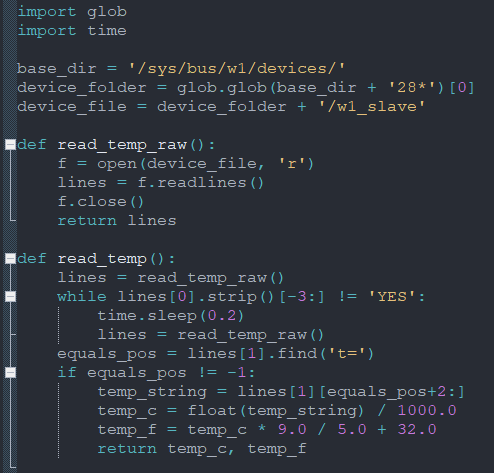 import glob
import time
base_dir = '/sys/bus/w1/devices/'
device_folder = glob.glob(base_dir + '28*')[0]
device_file = device_folder + '/w1_slave'
def read_temp_raw():
    f = open(device_file, 'r')
    lines = f.readlines()
    f.close()
    return lines
def read_temp():
    lines = read_temp_raw()
    while lines[0].strip()[-3:] != 'YES':
        time.sleep(0.2)
        lines = read_temp_raw()
    equals_pos = lines[1].find('t=')
    if equals_pos != -1:
        temp_string = lines[1][equals_pos+2:]
        temp_c = float(temp_string) / 1000.0
        temp_f = temp_c * 9.0 / 5.0 + 32.0
        return temp_c, temp_f